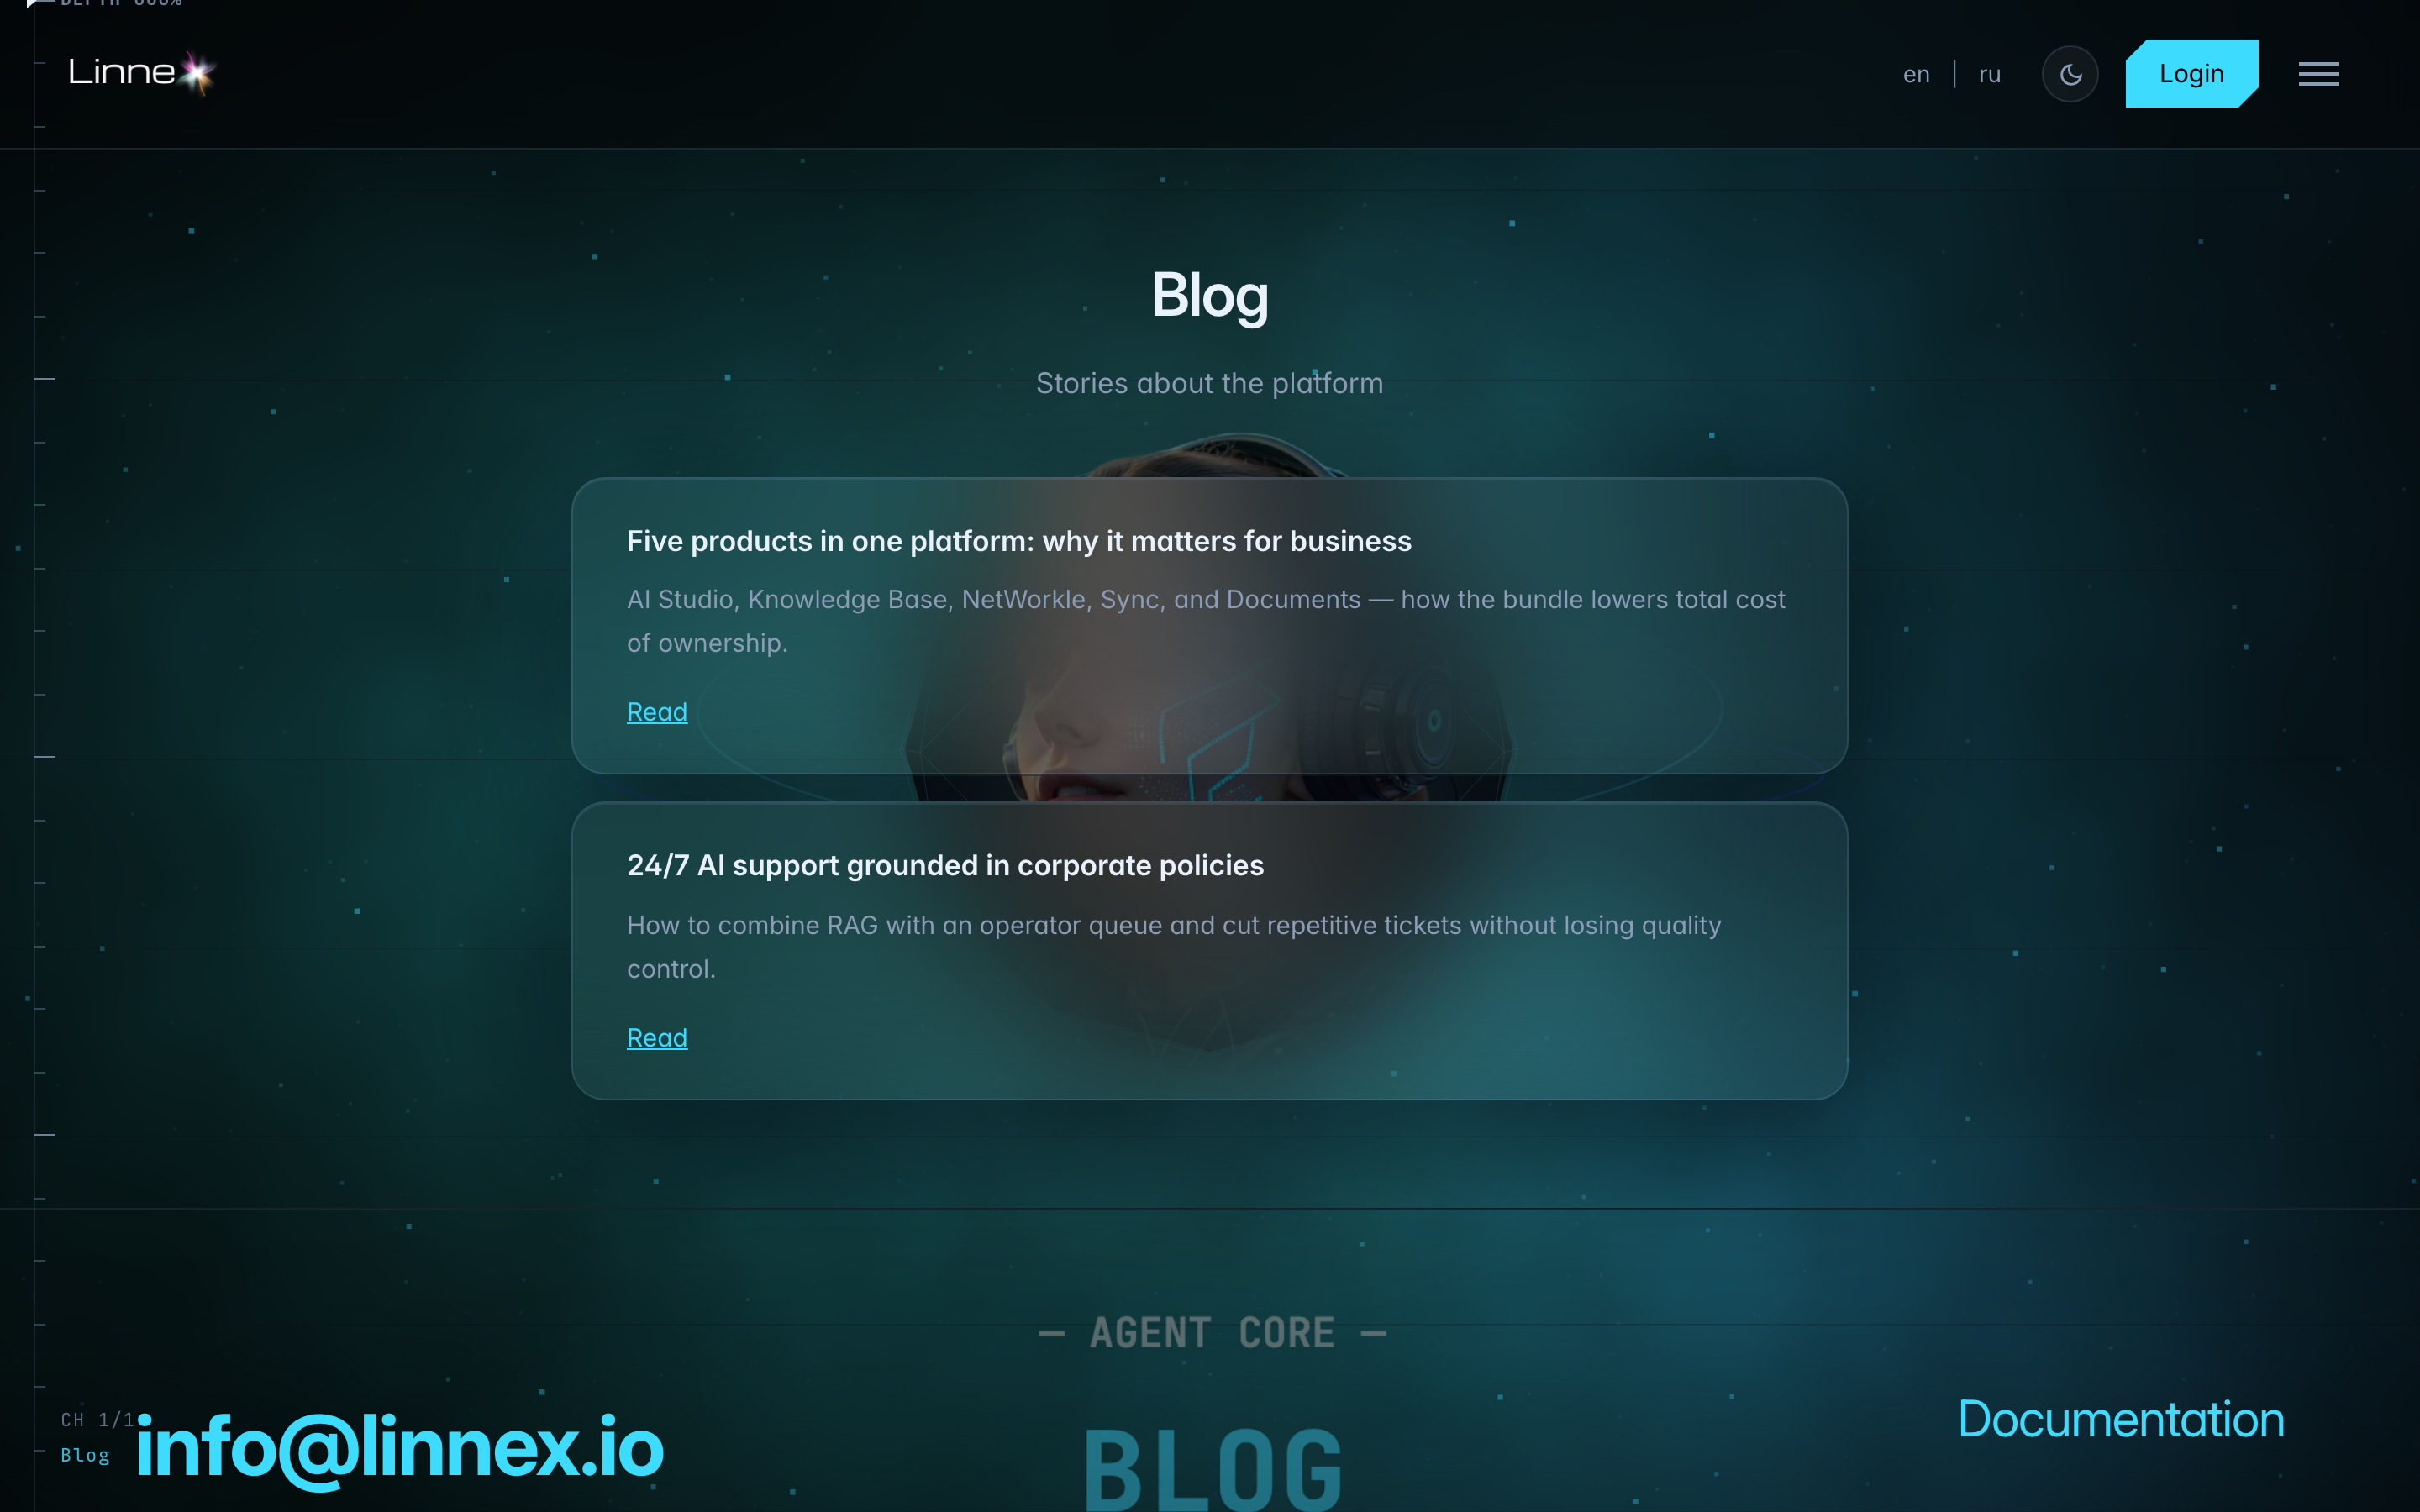 DEPTH 000%
Linne
en | ru
Login
Blog
Stories about the platform
Five products in one platform: why it matters for business
AI Studio, Knowledge Base, NetWorkle, Sync, and Documents — how the bundle lowers total cost
of ownership.
Read
24/7 AI support grounded in corporate policies
How to combine RAG with an operator queue and cut repetitive tickets without losing quality
control.
Read
— AGENT CORE —
CH 1/1
Blog
info@linnex.io
BLOG
Documentation